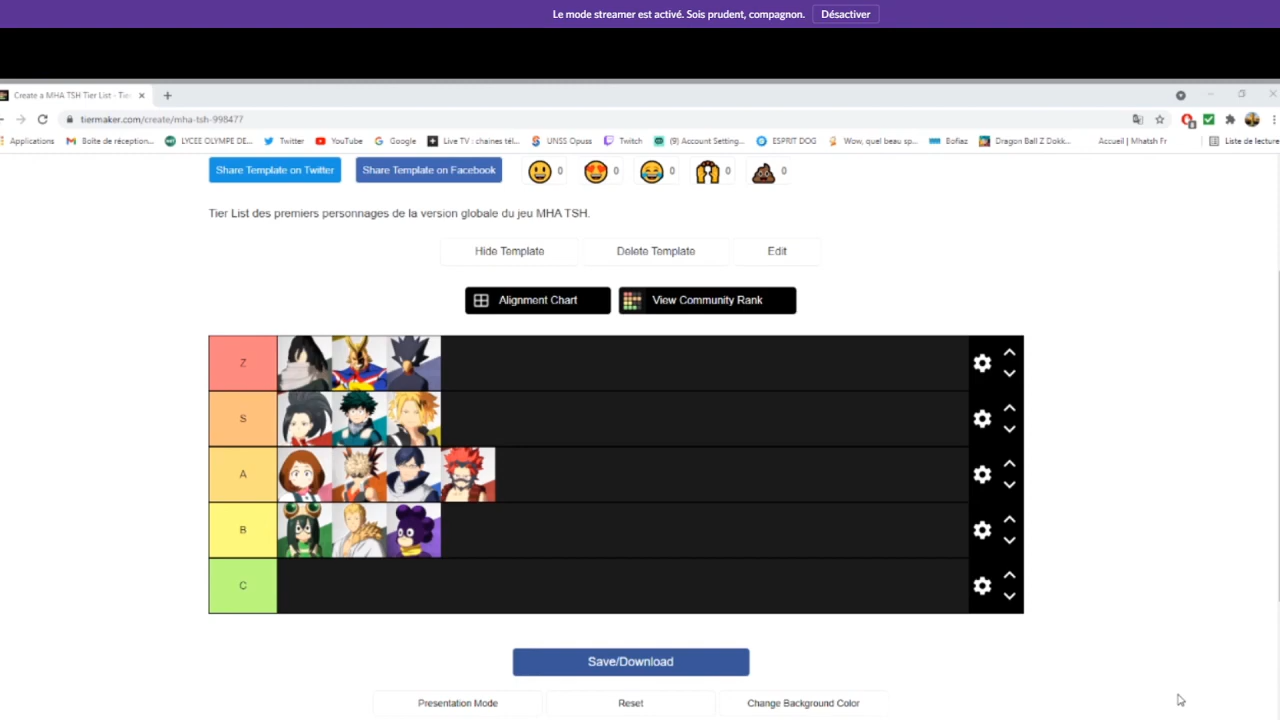 Le mode streamer est activé. Sois prudent, compagnon. Désactiver
Create a MHA TSH Tier List - Tie
tiermaker.com/create/mha-tsh-998477
Applications Boîte de réception... LYCEE OLYMPE DE... Twitter YouTube Google Live TV : chaines tél... UNSS Opuss Twitch (9) Account Setting... ESPRIT DOG Wow, quel beau sp... Bofiaz Dragon Ball Z Dokk... Accueil | Mhatsh Fr Liste de lecture
Share Template on Twitter Share Template on Facebook 0 0 0 0 0
Tier List des premiers personnages de la version globale du jeu MHA TSH.
Hide Template Delete Template Edit
Alignment Chart View Community Rank
Z
S
A
B
C
Save/Download
Presentation Mode Reset Change Background Color